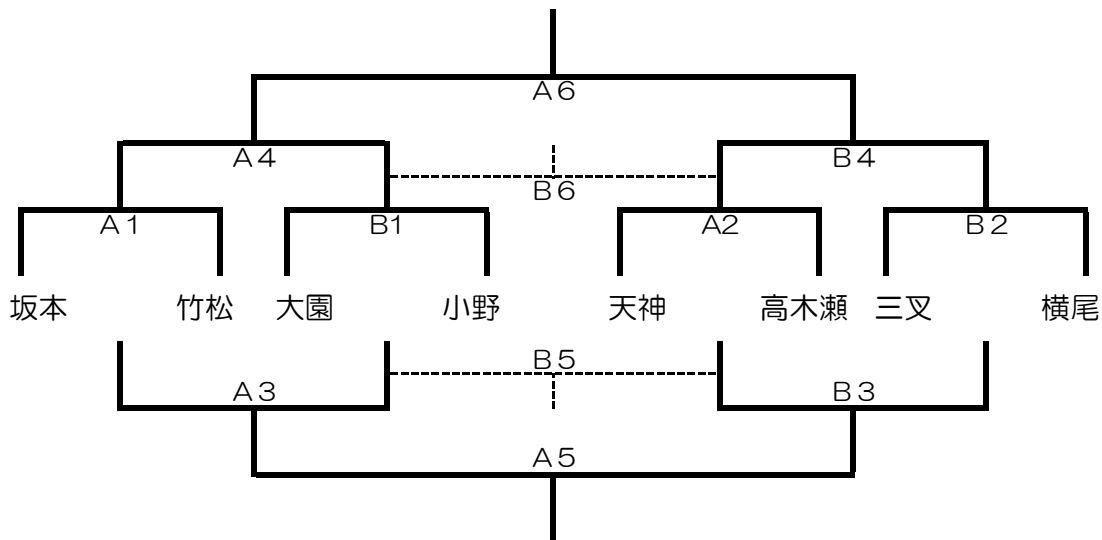 A6
A4 B4
B6
A1 B1 A2 B2
坂本 竹松 大園 小野 天神 高木瀬 三叉 横尾
B5
A3 B3
A5